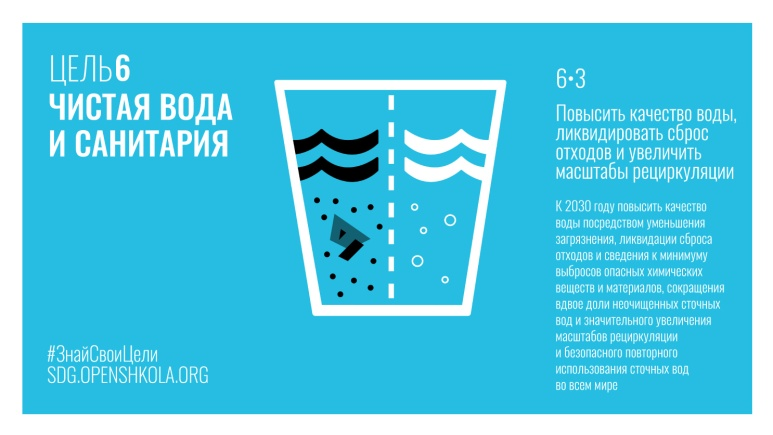 ЦЕЛЬ6
ЧИСТАЯ ВОДА
И САНИТАРИЯ
#ЗнайСвоиЦели
SDG.OPENSHKOLA.ORG
6•3
Повысить качество воды,
ликвидировать сброс
отходов и увеличить
масштабы рециркуляции
К 2030 году повысить качество
воды посредством уменьшения
загрязнения, ликвидации сброса
отходов и сведения к минимуму
выбросов опасных химических
веществ и материалов, сокращения
вдвое доли неочищенных сточных
вод и значительного увеличения
масштабов рециркуляции
и безопасного повторного
использования сточных вод
во всем мире